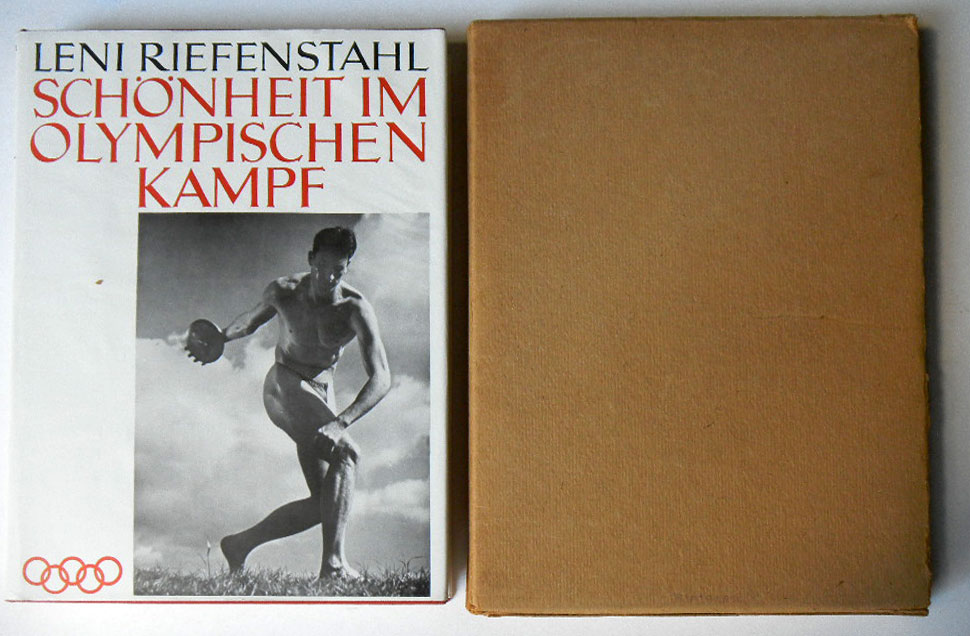 LENI RIEFENSTAHL
SCHÖNHEIT IM
OLYMPISCHEN
KAMPF